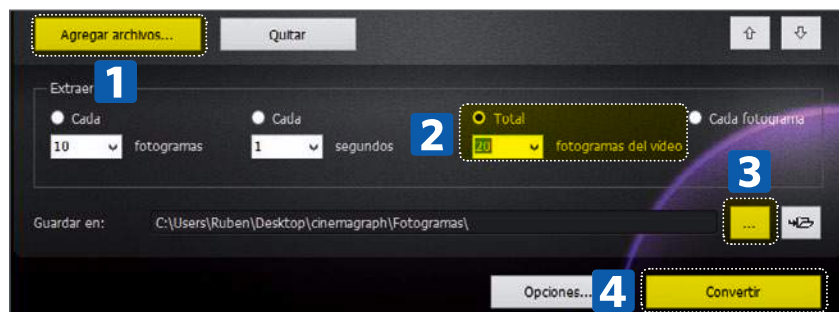 Agregar archivos... Quitar
1
Extraer
Cada Cada Total Cada fotograma
2
10 fotogramas 1 segundos 20 fotogramas del vídeo
3
Guardar en: C:\Users\Ruben\Desktop\cinemagraph\Fotogramas\ ...
Opciones... 4 Convertir